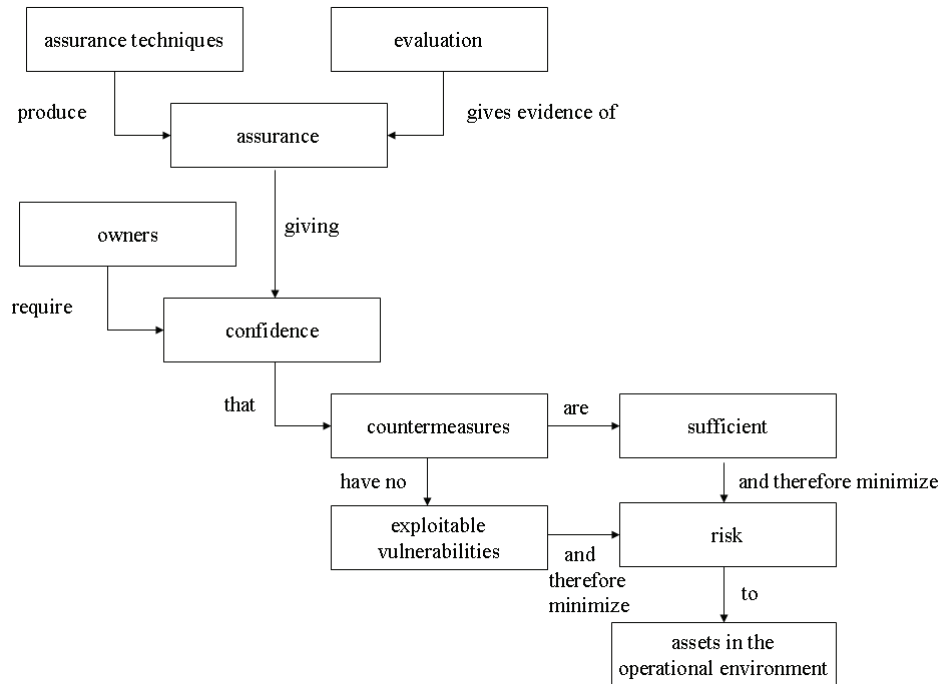 assurance techniques
evaluation
produce
gives evidence of
assurance
giving
owners
require
confidence
that
countermeasures
are
sufficient
have no
and therefore minimize
exploitable
vulnerabilities
and
therefore
minimize
risk
to
assets in the
operational environment